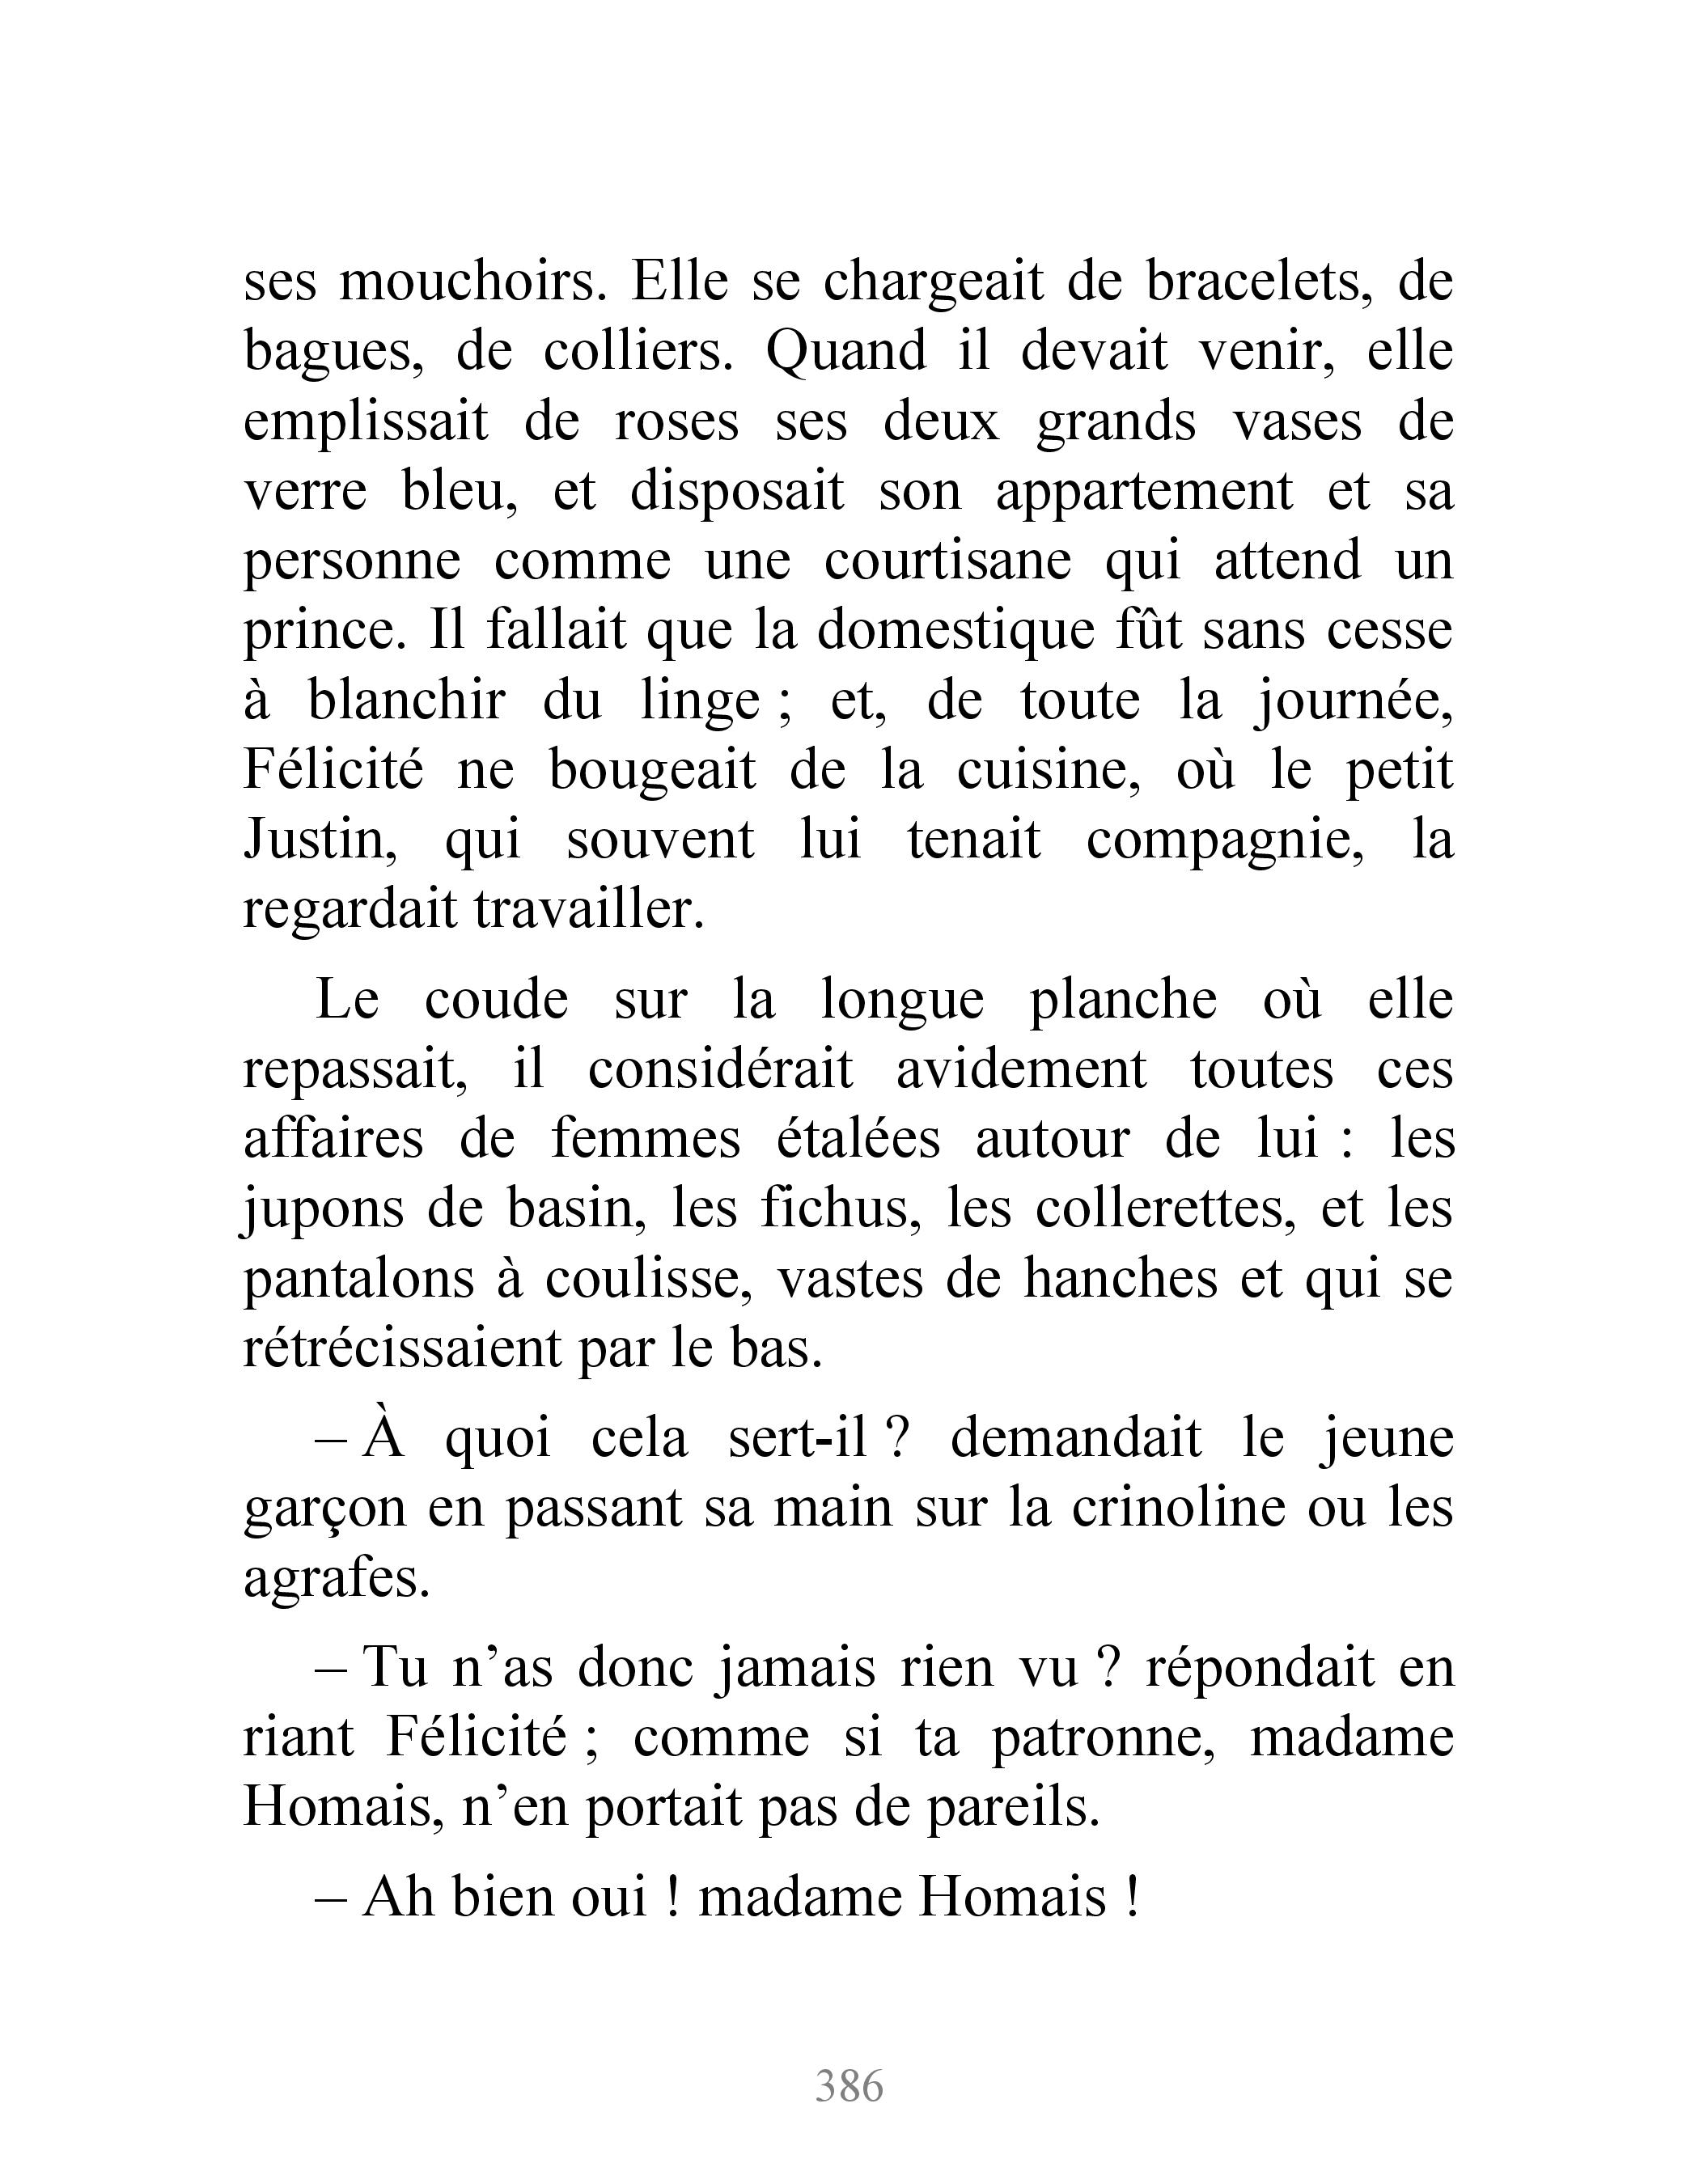 ses mouchoirs. Elle se chargeait de bracelets, de
bagues, de colliers. Quand il devait venir, elle
emplissait de roses ses deux grands vases de
verre bleu, et disposait son appartement et sa
personne comme une courtisane qui attend un
prince. Il fallait que la domestique fût sans cesse
à blanchir du linge ; et, de toute la journée,
Félicité ne bougeait de la cuisine, où le petit
Justin, qui souvent lui tenait compagnie, la
regardait travailler.
Le coude sur la longue planche où elle
repassait, il considérait avidement toutes ces
affaires de femmes étalées autour de lui : les
jupons de basin, les fichus, les collerettes, et les
pantalons à coulisse, vastes de hanches et qui se
rétrécissaient par le bas.
– À quoi cela sert-il ? demandait le jeune
garçon en passant sa main sur la crinoline ou les
agrafes.
– Tu n’as donc jamais rien vu ? répondait en
riant Félicité ; comme si ta patronne, madame
Homais, n’en portait pas de pareils.
– Ah bien oui ! madame Homais !
386